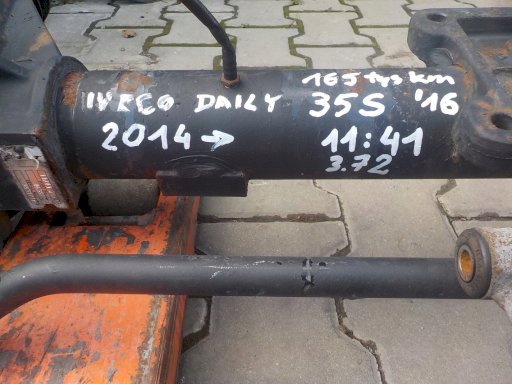 165 tys km
IVECO DAILY 35S '16
2014 → 11:41
3.72